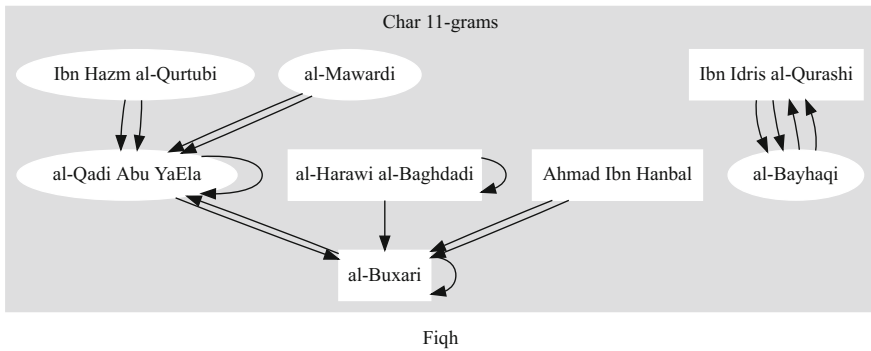 Char 11-grams
Ibn Hazm al-Qurtubi
al-Mawardi
Ibn Idris al-Qurashi
al-Qadi Abu YaEla
al-Harawi al-Baghdadi
Ahmad Ibn Hanbal
al-Bayhaqi
al-Buxari
Fiqh